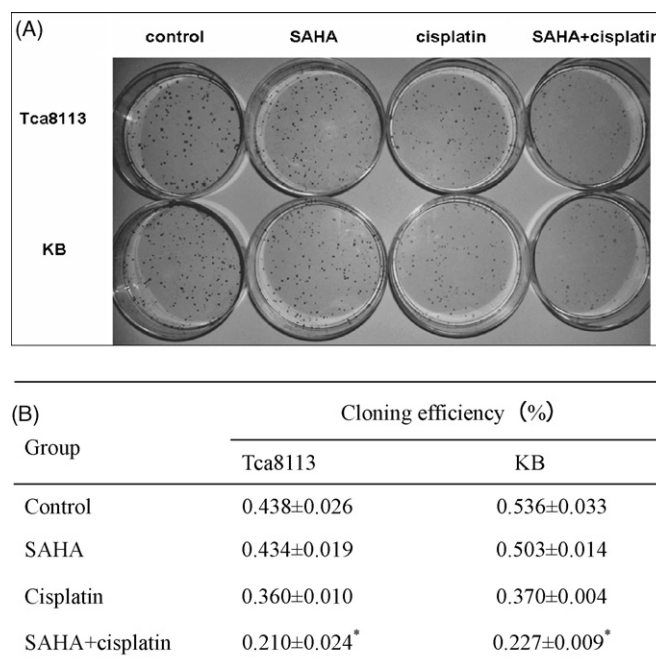 (A)
control SAHA cisplatin SAHA+cisplatin
Tca8113
KB
(B)
Cloning efficiency (%)
Group
Tca8113 KB
Control 0.438±0.026 0.536±0.033
SAHA 0.434±0.019 0.503±0.014
Cisplatin 0.360±0.010 0.370±0.004
SAHA+cisplatin 0.210±0.024* 0.227±0.009*